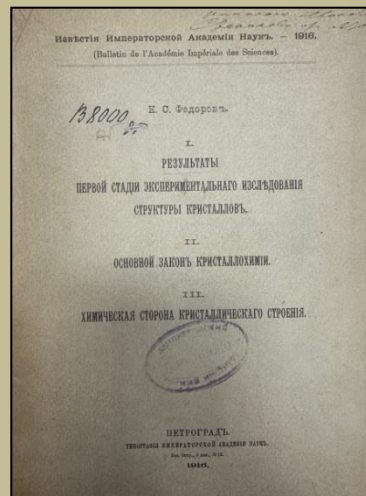 Извѣстія Императорской Академіи Наукъ. — 1916.
(Bulletin de l'Académie Impériale des Sciences).
В8000
Е. С. Федоровъ.
I.
РЕЗУЛЬТАТЫ
ПЕРВОЙ СТАДІИ ЭКСПЕРИМЕНТАЛЬНАГО ИЗСЛѢДОВАНІЯ
СТРУКТУРЫ КРИСТАЛЛОВЪ.
II.
ОСНОВНОЙ ЗАКОНЪ КРИСТАЛЛОХИМІИ.
III.
ХИМИЧЕСКАЯ СТОРОНА КРИСТАЛЛИЧЕСКАГО СТРОЕНІЯ.
ПЕТРОГРАДЪ.
ТИПОГРАФІЯ ИМПЕРАТОРСКОЙ АКАДЕМІИ НАУКЪ.
1916.